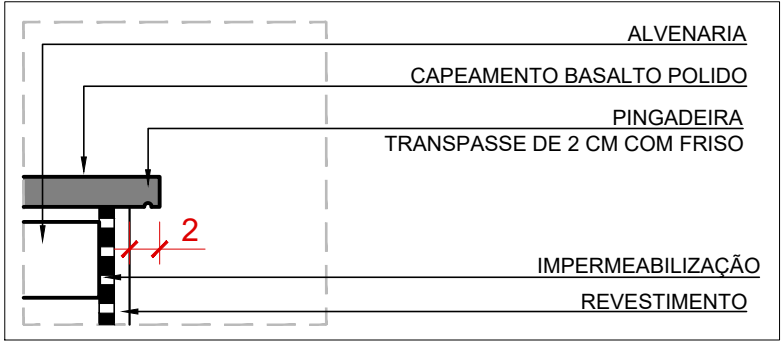 ALVENARIA
CAPEAMENTO BASALTO POLIDO
PINGADEIRA
TRANSPASSE DE 2 CM COM FRISO
2
IMPERMEABILIZAÇÃO
REVESTIMENTO